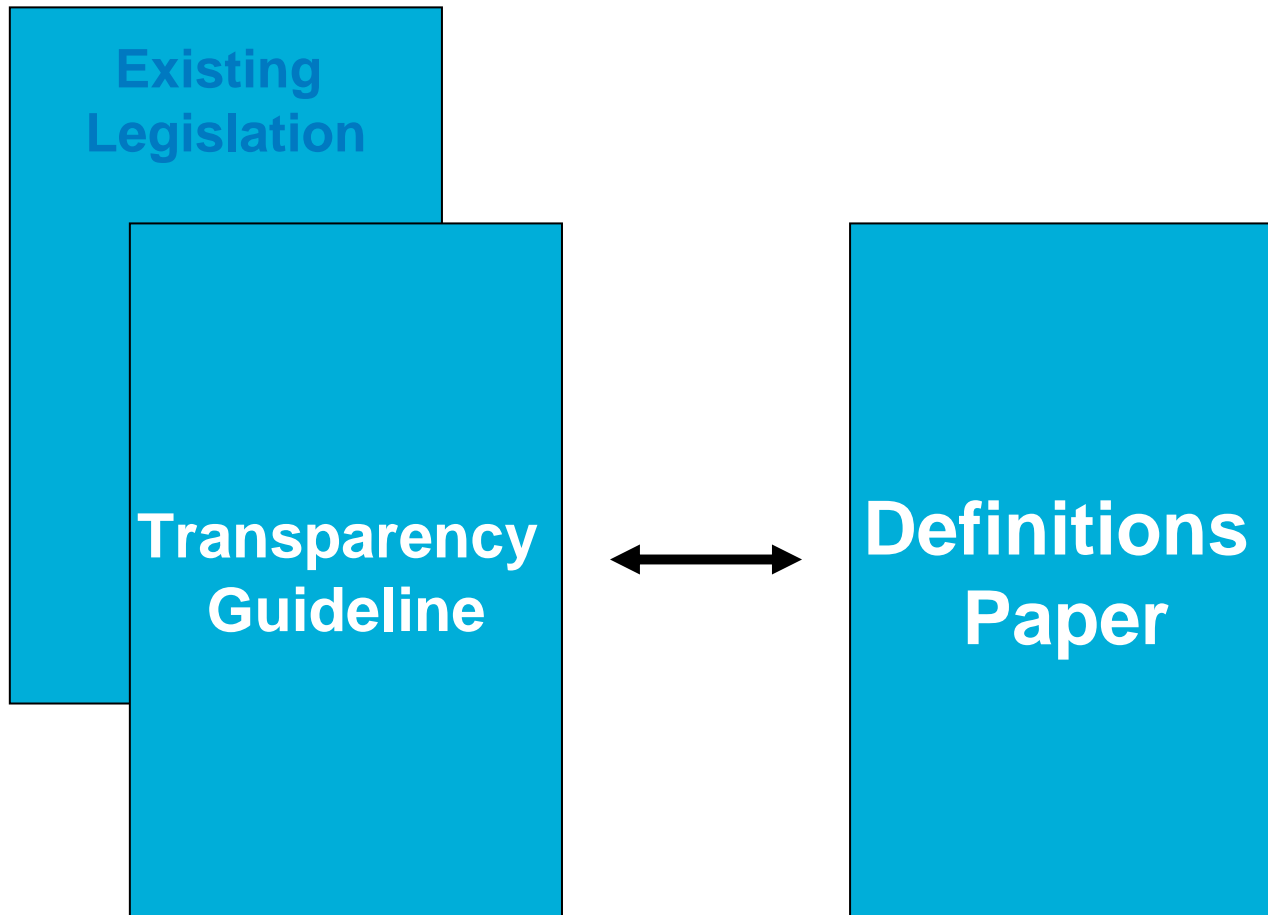 Existing
Legislation
Transparency
Guideline
Definitions
Paper